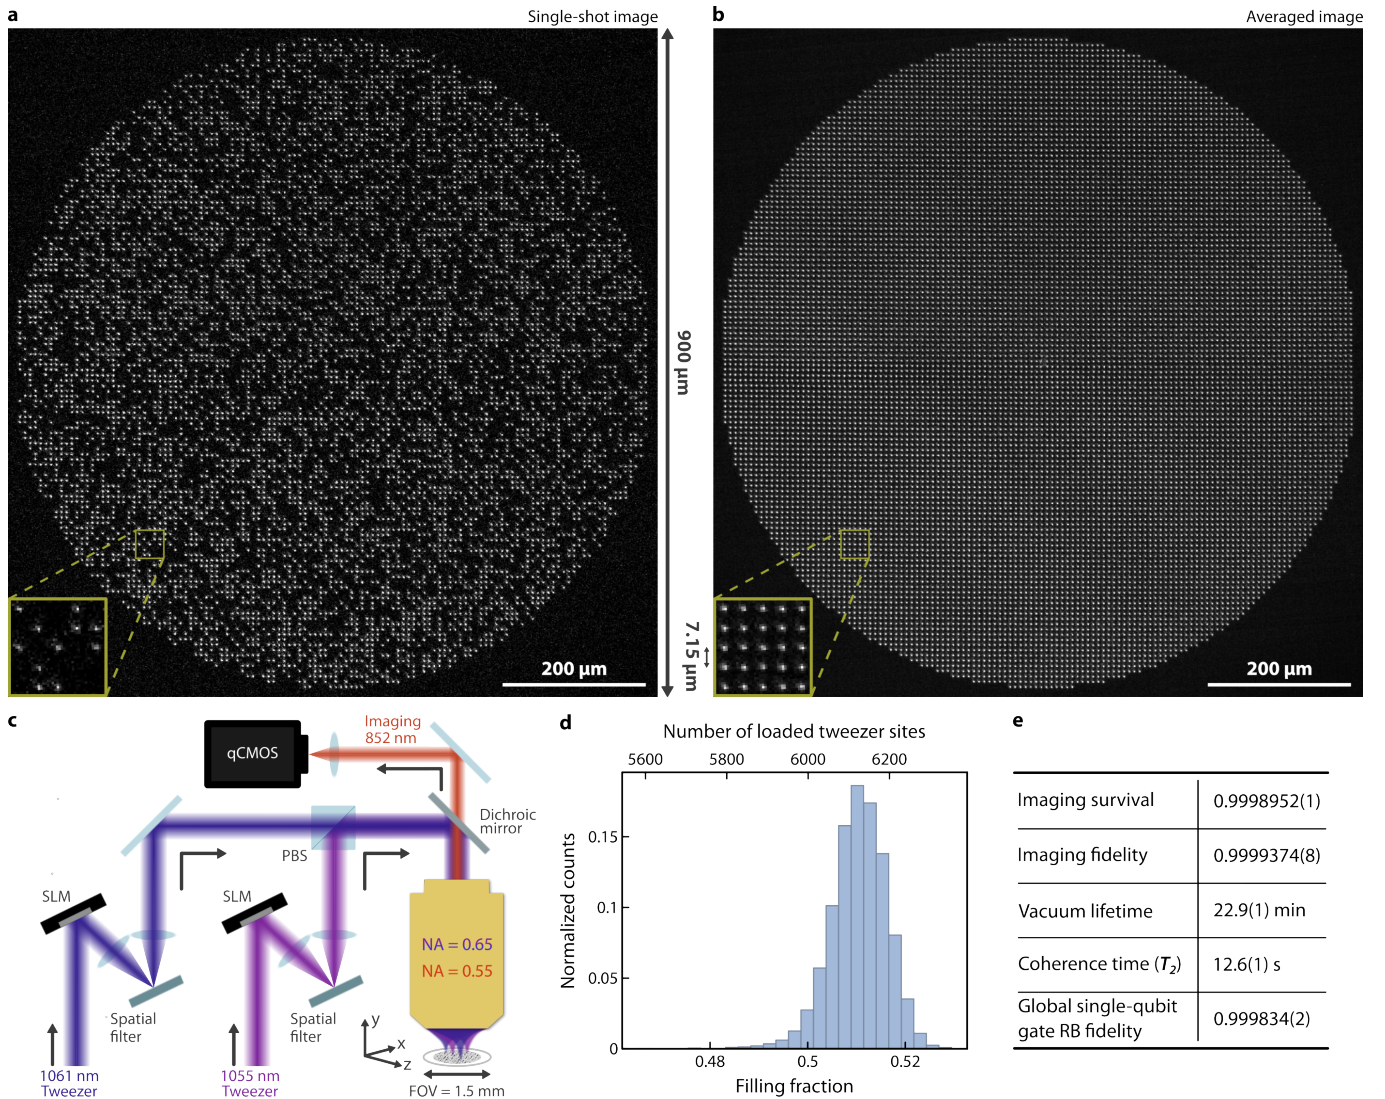 a
Single-shot image
b
Averaged image
900 µm
7.15 µm
200 µm
200 µm
c
qCMOS
Imaging
852 nm
Dichroic
mirror
PBS
SLM
SLM
NA = 0.65
NA = 0.55
Spatial
filter
Spatial
filter
y
x
z
1061 nm
Tweezer
1055 nm
Tweezer
FOV = 1.5 mm
d
Number of loaded tweezer sites
5600 5800 6000 6200
Normalized counts
0.15
0.1
0.05
0
0.48 0.5 0.52
Filling fraction
e
Imaging survival 0.9998952(1)
Imaging fidelity 0.9999374(8)
Vacuum lifetime 22.9(1) min
Coherence time (T2) 12.6(1) s
Global single-qubit
gate RB fidelity 0.999834(2)